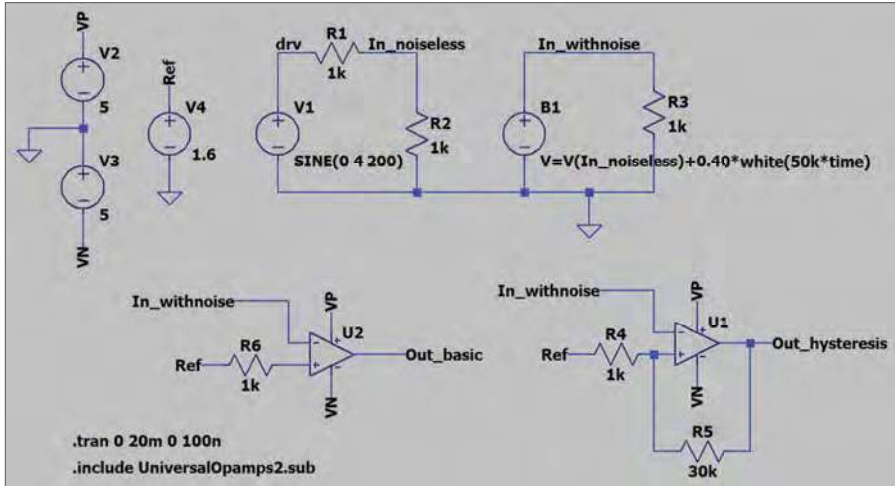 VP
V2
5
V3
5
VN
Ref
V4
1.6
drv
R1
1k
In_noiseless
V1
SINE(0 4 200)
R2
1k
In_withnoise
B1
V=V(In_noiseless)+0.40*white(50k*time)
R3
1k
In_withnoise
VP
U2
Ref
R6
1k
Out_basic
VN
In_withnoise
VP
U1
Ref
R4
1k
Out_hysteresis
VN
R5
30k
.tran 0 20m 0 100n
.include UniversalOpamps2.sub